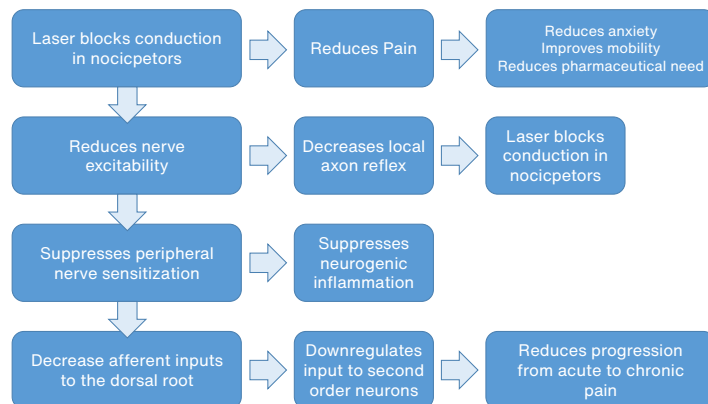 Laser blocks conduction
in nocicpetors
Reduces Pain
Reduces anxiety
Improves mobility
Reduces pharmaceutical need
Reduces nerve
excitability
Decreases local
axon reflex
Laser blocks
conduction in
nocicpetors
Suppresses peripheral
nerve sensitization
Suppresses
neurogenic
inflammation
Decrease afferent inputs
to the dorsal root
Downregulates
input to second
order neurons
Reduces progression
from acute to chronic
pain